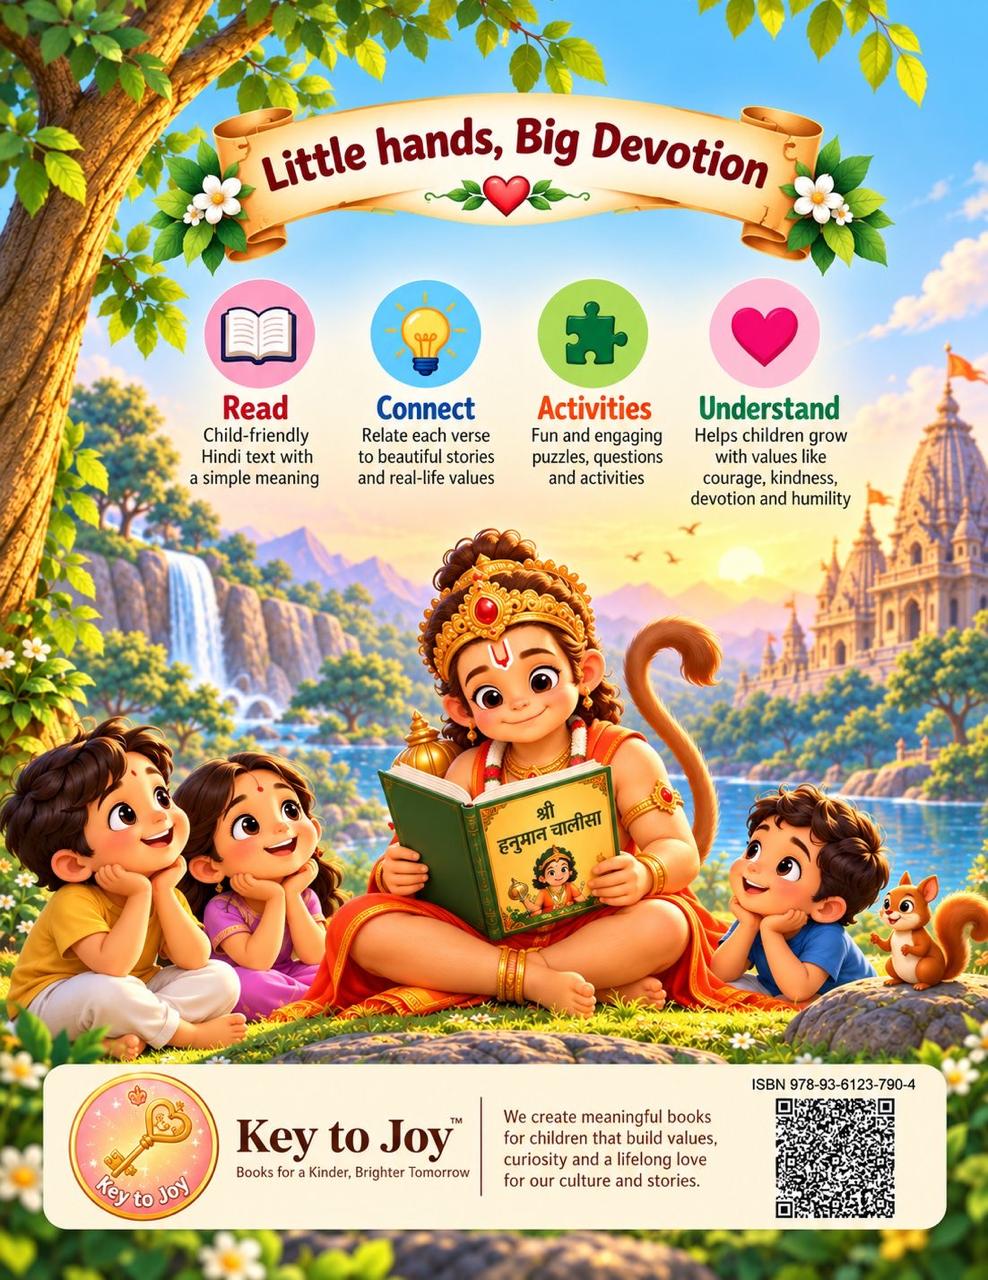 Little hands, Big Devotion
Read
Child-friendly
Hindi text with
a simple meaning
Connect
Relate each verse
to beautiful stories
and real-life values
Activities
Fun and engaging
puzzles, questions
and activities
Understand
Helps children grow
with values like
courage, kindness,
devotion and humility
श्री
हनुमान चालीसा
Key to Joy
Key to Joy™
Books for a Kinder, Brighter Tomorrow
We create meaningful books
for children that build values,
curiosity and a lifelong love
for our culture and stories.
ISBN 978-93-6123-790-4